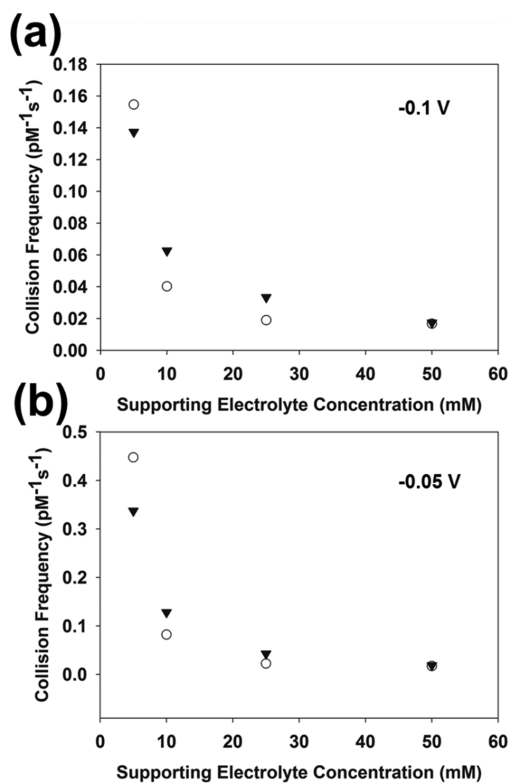 (a)
Collision Frequency (pM⁻¹s⁻¹)
0.18
0.16
0.14
0.12
0.10
0.08
0.06
0.04
0.02
0.00
-0.1 V
0 10 20 30 40 50 60
Supporting Electrolyte Concentration (mM)
(b)
Collision Frequency (pM⁻¹s⁻¹)
0.5
0.4
0.3
0.2
0.1
0.0
-0.05 V
0 10 20 30 40 50 60
Supporting Electrolyte Concentration (mM)